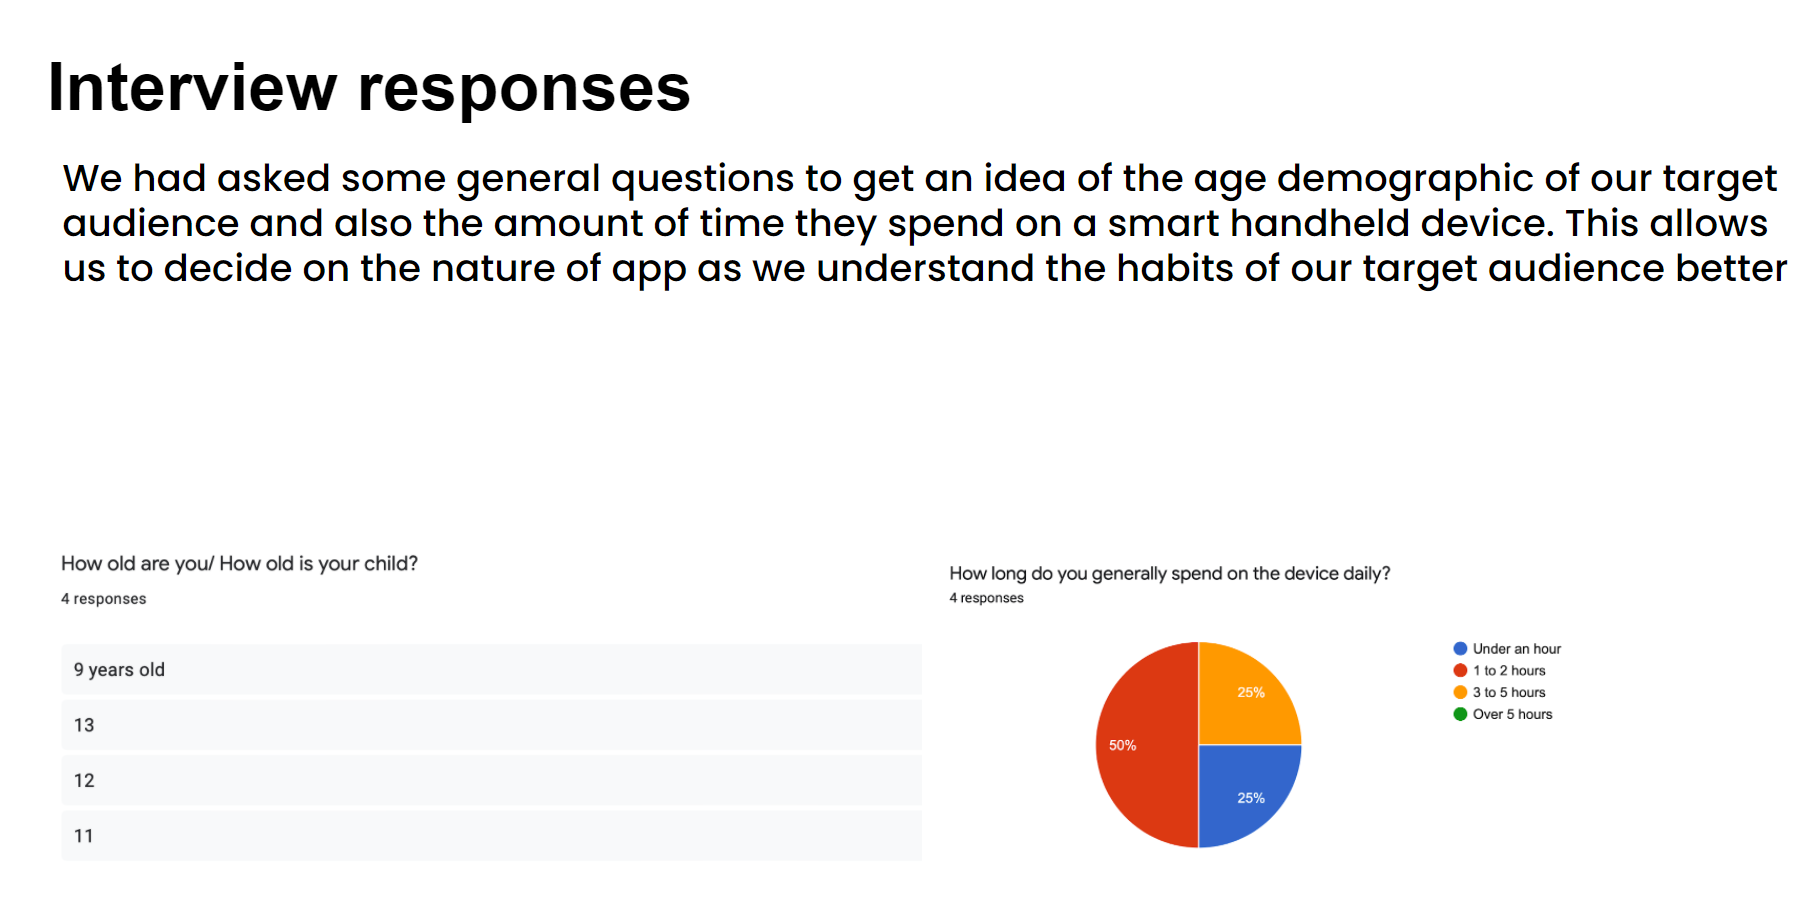 Interview responses
We had asked some general questions to get an idea of the age demographic of our target
audience and also the amount of time they spend on a smart handheld device. This allows
us to decide on the nature of app as we understand the habits of our target audience better
How old are you/ How old is your child?
4 responses
9 years old
13
12
11
How long do you generally spend on the device daily?
4 responses
25%
50%
25%
Under an hour
1 to 2 hours
3 to 5 hours
Over 5 hours